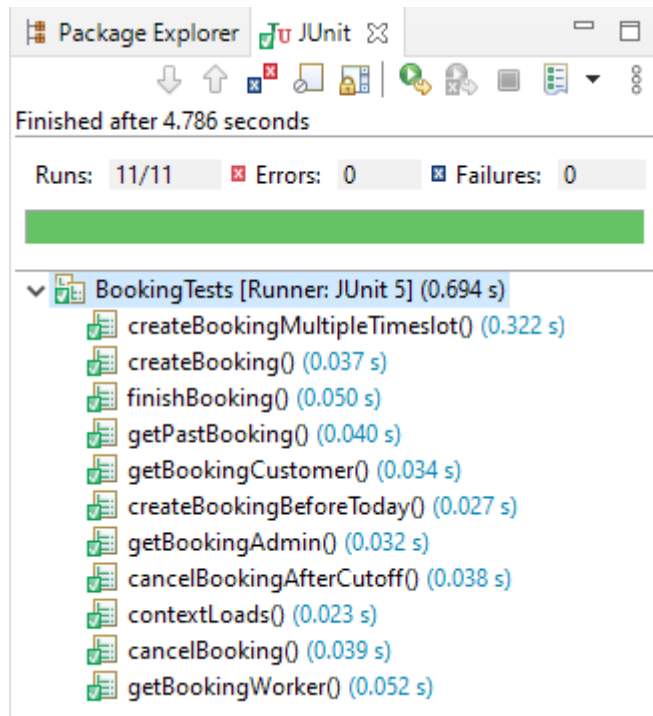 Package Explorer JUnit
Finished after 4.786 seconds
Runs: 11/11 Errors: 0 Failures: 0
BookingTests [Runner: JUnit 5] (0.694 s)
createBookingMultipleTimeslot() (0.322 s)
createBooking() (0.037 s)
finishBooking() (0.050 s)
getPastBooking() (0.040 s)
getBookingCustomer() (0.034 s)
createBookingBeforeToday() (0.027 s)
getBookingAdmin() (0.032 s)
cancelBookingAfterCutoff() (0.038 s)
contextLoads() (0.023 s)
cancelBooking() (0.039 s)
getBookingWorker() (0.052 s)